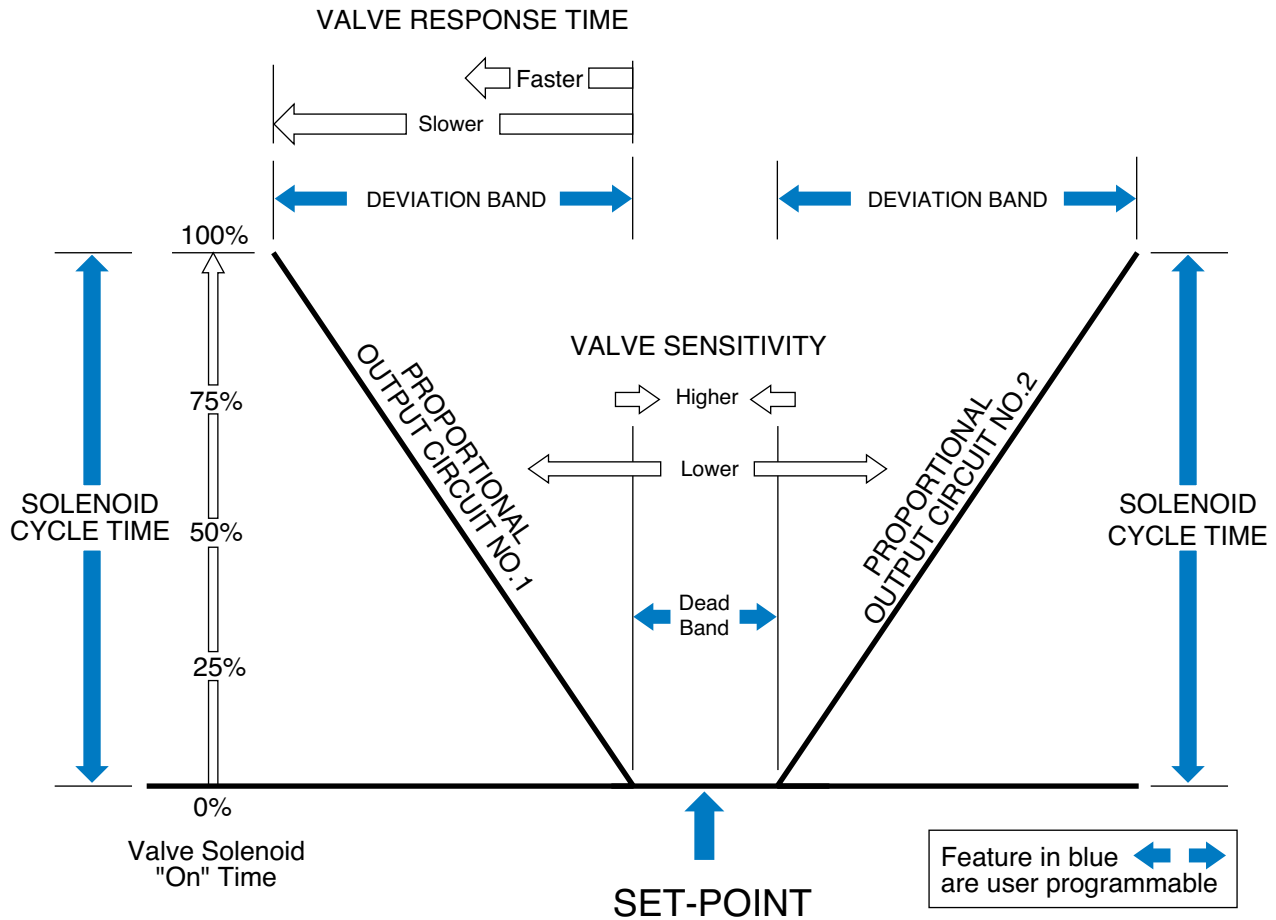 VALVE RESPONSE TIME
Faster
Slower
DEVIATION BAND
DEVIATION BAND
100%
VALVE SENSITIVITY
PROPORTIONAL
OUTPUT CIRCUIT NO.1
PROPORTIONAL
OUTPUT CIRCUIT NO.2
75%
Higher
Lower
SOLENOID
CYCLE TIME
50%
SOLENOID
CYCLE TIME
Dead
Band
25%
0%
Valve Solenoid
"On" Time
SET-POINT
Feature in blue
are user programmable